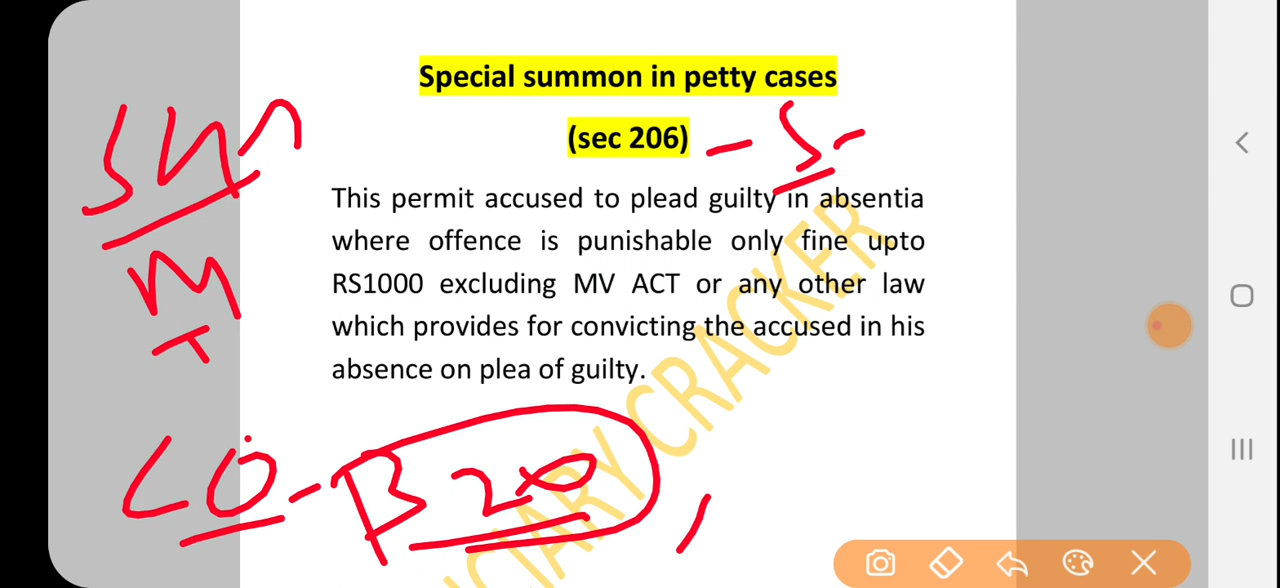 Special summon in petty cases
(sec 206)
This permit accused to plead guilty in absentia
where offence is punishable only fine upto
RS1000 excluding MV ACT or any other law
which provides for convicting the accused in his
absence on plea of guilty.
CIARY CRACKER